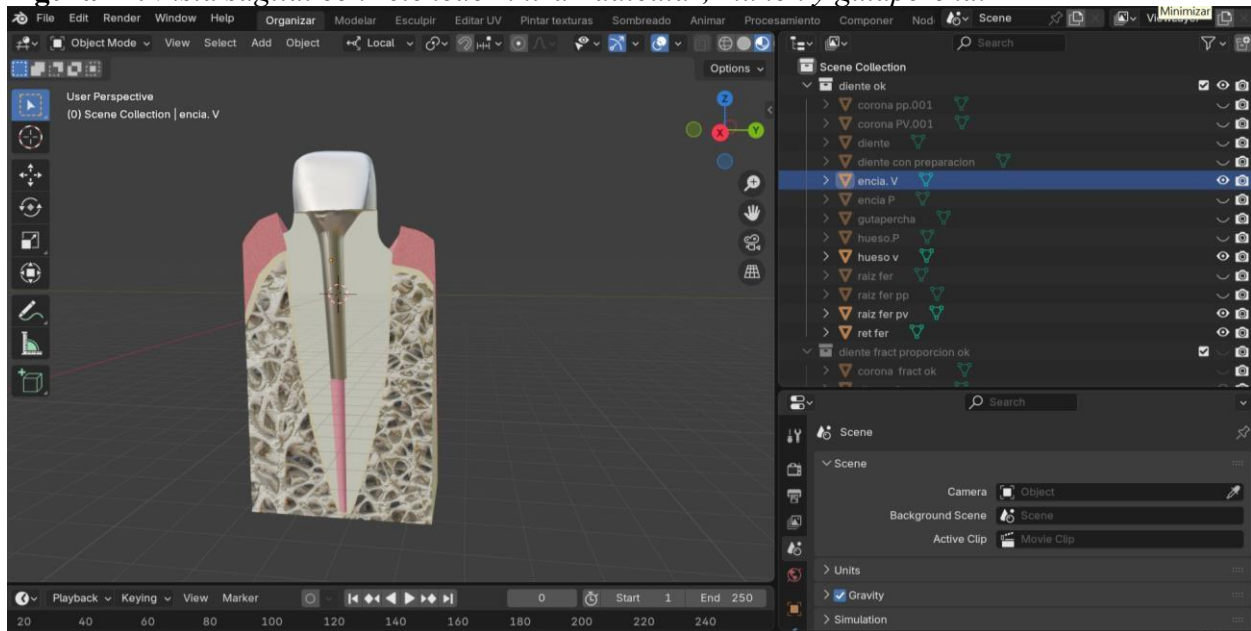 File Edit Render Window Help Organizar Modelar Esculpir Editar UV Pintar texturas Sombreado Animar Procesamiento Componer Nod Scene ViewLayer Minimizar
Object Mode View Select Add Object Local Search
Options
User Perspective
(0) Scene Collection | encia. V
Z
X
Y
Scene Collection
diente ok
corona pp.001
corona PV.001
diente
diente con preparacion
encia. V
encia P
gutapercha
hueso.P
hueso v
raiz fer
raiz fer pp
raiz fer pv
ret fer
diente fract proporcion ok
corona fract ok
Search
Scene
Scene
Camera Object
Background Scene Scene
Active Clip Movie Clip
Units
Gravity
Simulation
Playback Keying View Marker 0 Start 1 End 250
20 40 60 80 100 120 140 160 180 200 220 240